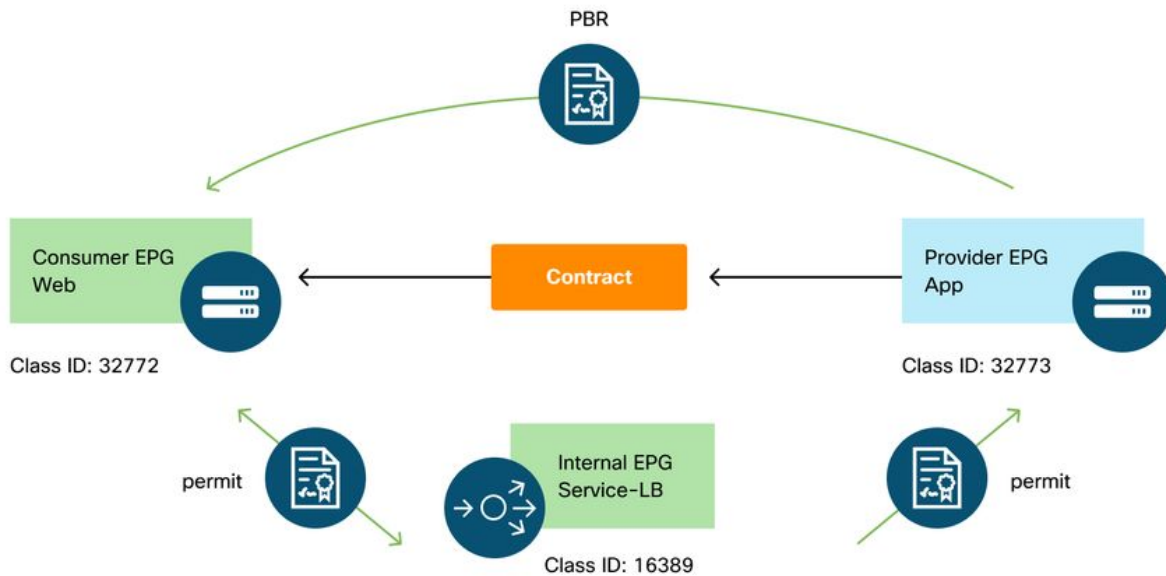 PBR
Consumer EPG
Web
Contract
Provider EPG
App
Class ID: 32772
Class ID: 32773
permit
Internal EPG
Service-LB
permit
Class ID: 16389